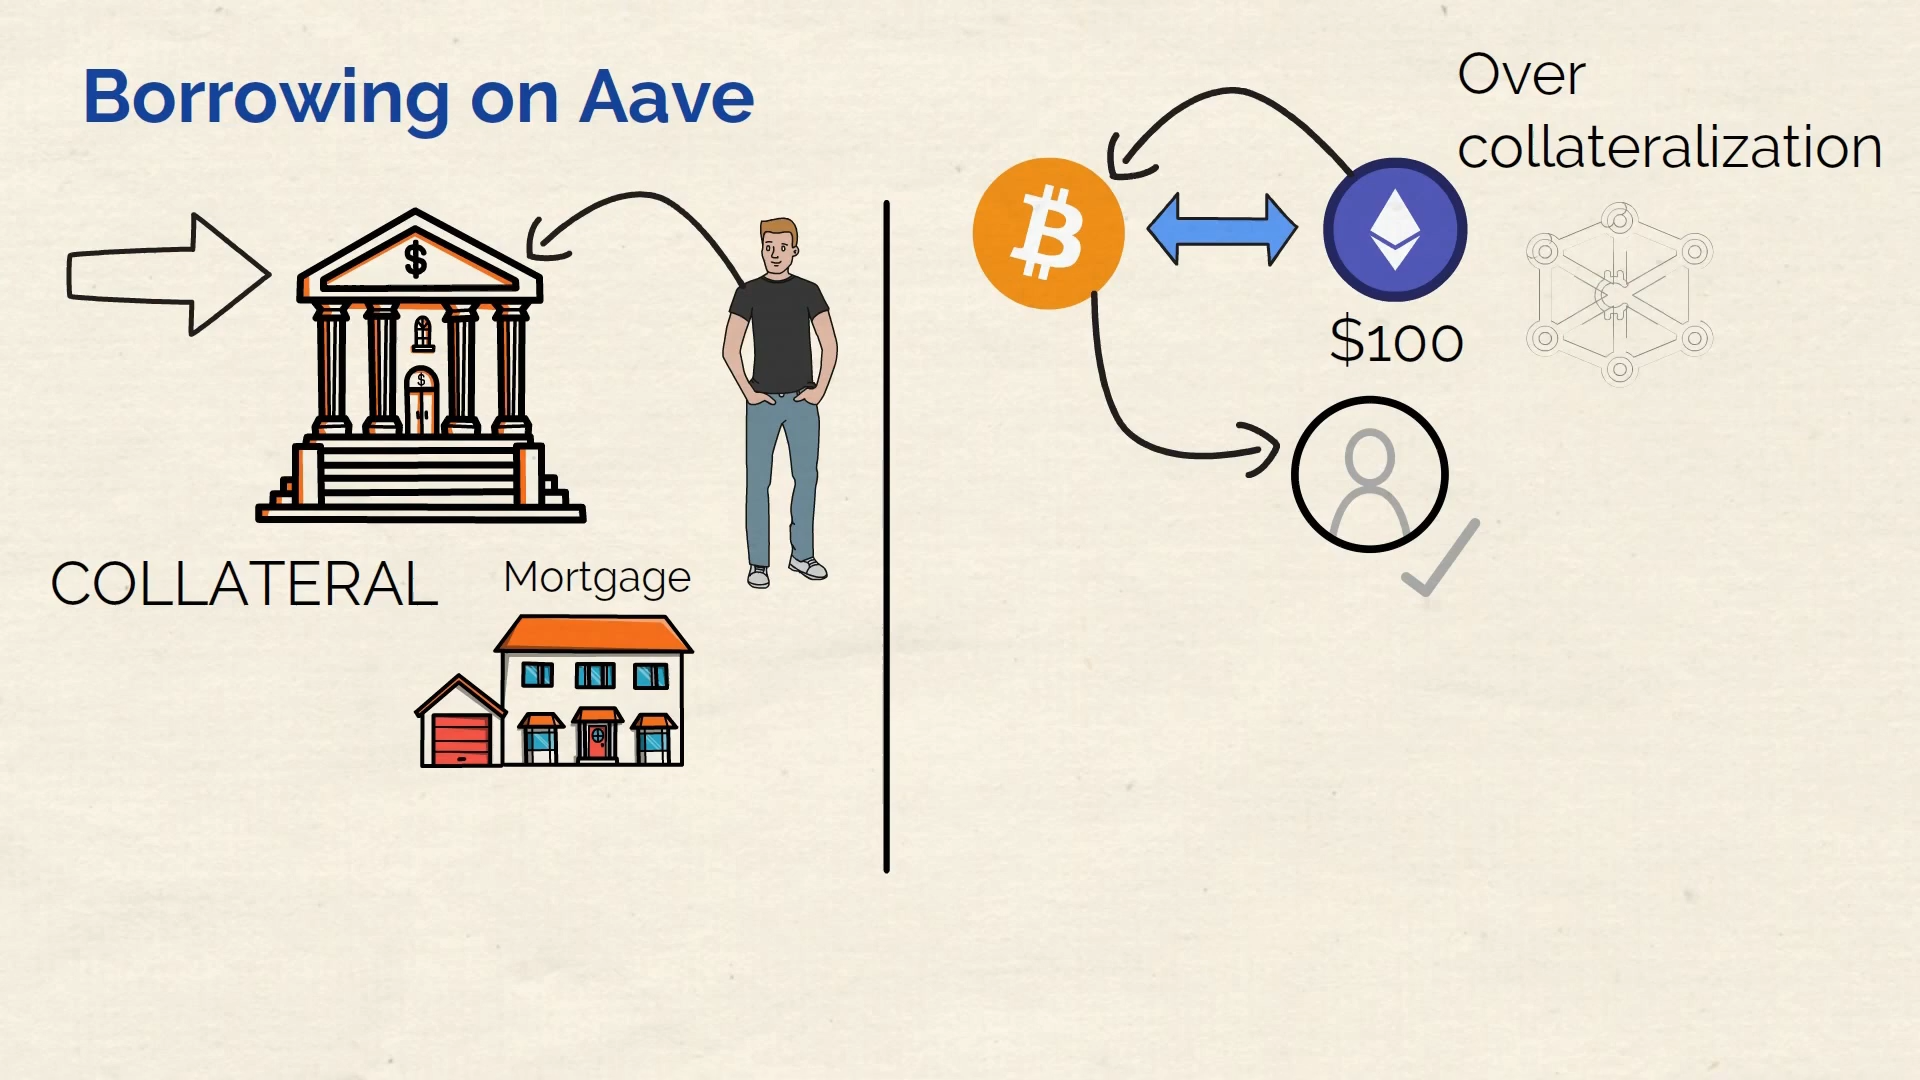 Borrowing on Aave
$
$
COLLATERAL
Mortgage
Over
collateralization
$100